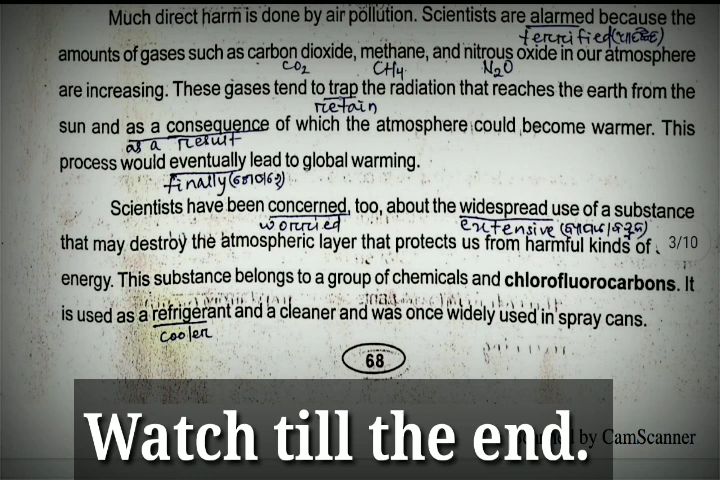 Much direct harm is done by air pollution. Scientists are alarmed because the
terrified
amounts of gases such as carbon dioxide, methane, and nitrous oxide in our atmosphere
CO2 CH4 N2O
are increasing. These gases tend to trap the radiation that reaches the earth from the
retain
sun and as a consequence of which the atmosphere could become warmer. This
as a result
process would eventually lead to global warming.
finally
Scientists have been concerned, too, about the widespread use of a substance
worried extensive
that may destroy the atmospheric layer that protects us from harmful kinds of 3/10
energy. This substance belongs to a group of chemicals and chlorofluorocarbons. It
is used as a refrigerant and a cleaner and was once widely used in spray cans.
cooler
68
Watch till the end.
by CamScanner